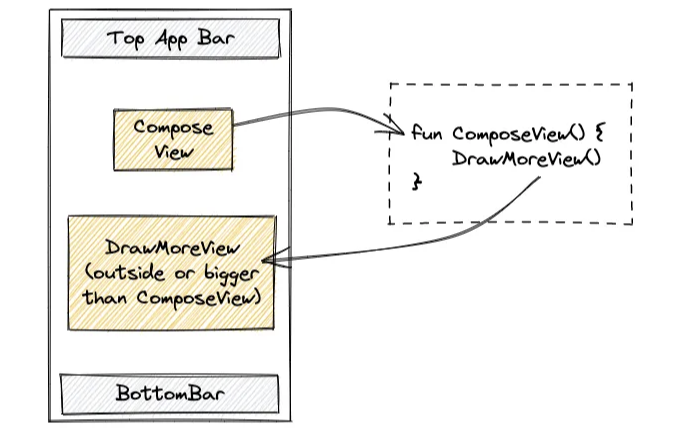 Top App Bar
Compose
View
fun ComposeView() {
DrawMoreView()
}
DrawMoreView
(outside or bigger
than ComposeView)
BottomBar